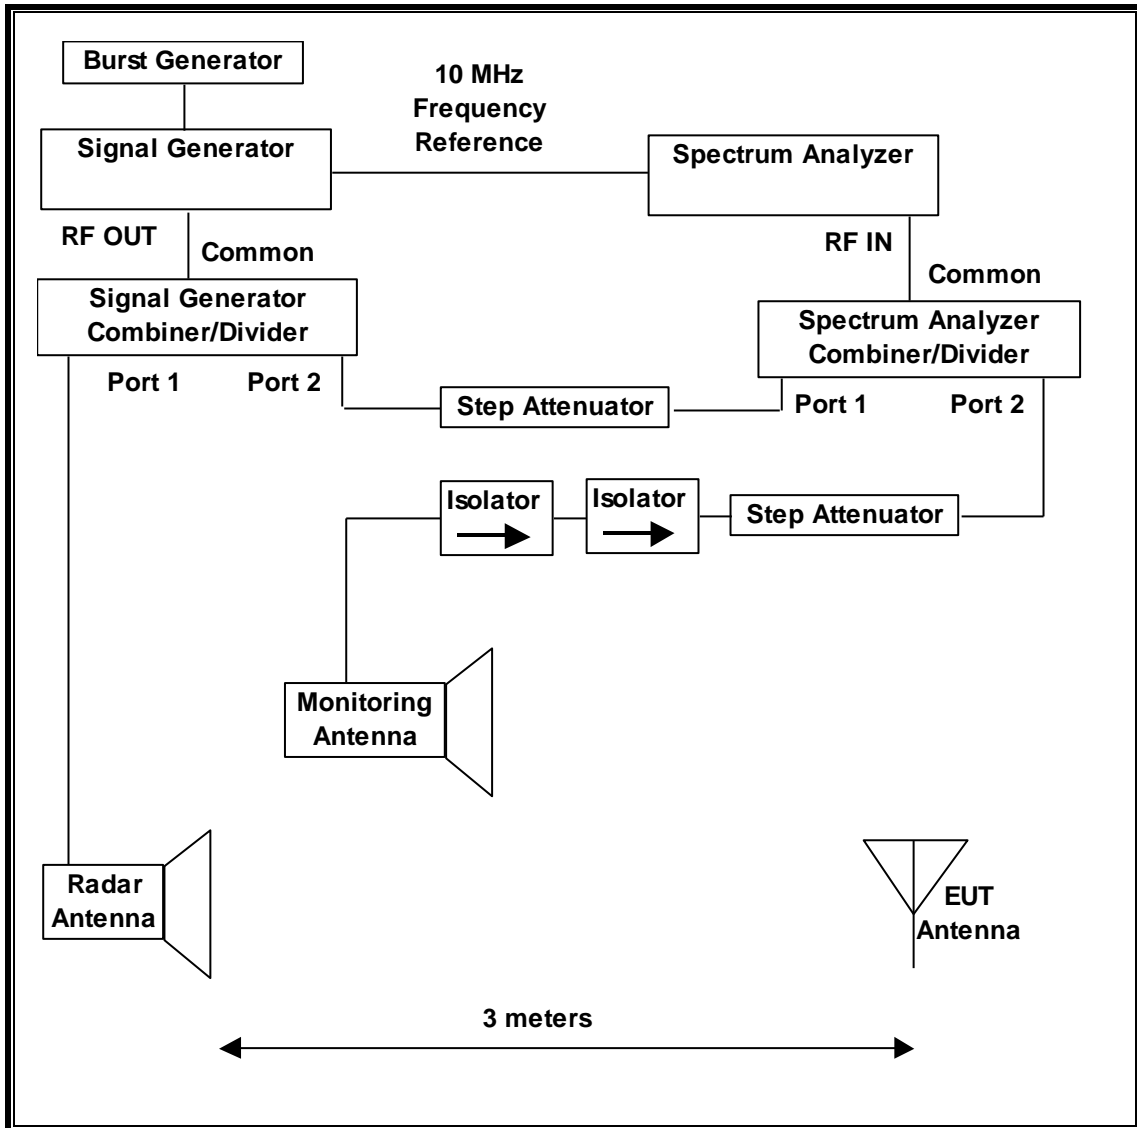 Burst Generator
10 MHz
Frequency
Reference
Signal Generator
Spectrum Analyzer
RF OUT
Common
RF IN
Common
Signal Generator
Combiner/Divider
Spectrum Analyzer
Combiner/Divider
Port 1
Port 2
Step Attenuator
Port 1
Port 2
Isolator
Isolator
Step Attenuator
Monitoring
Antenna
Radar
Antenna
EUT
Antenna
3 meters